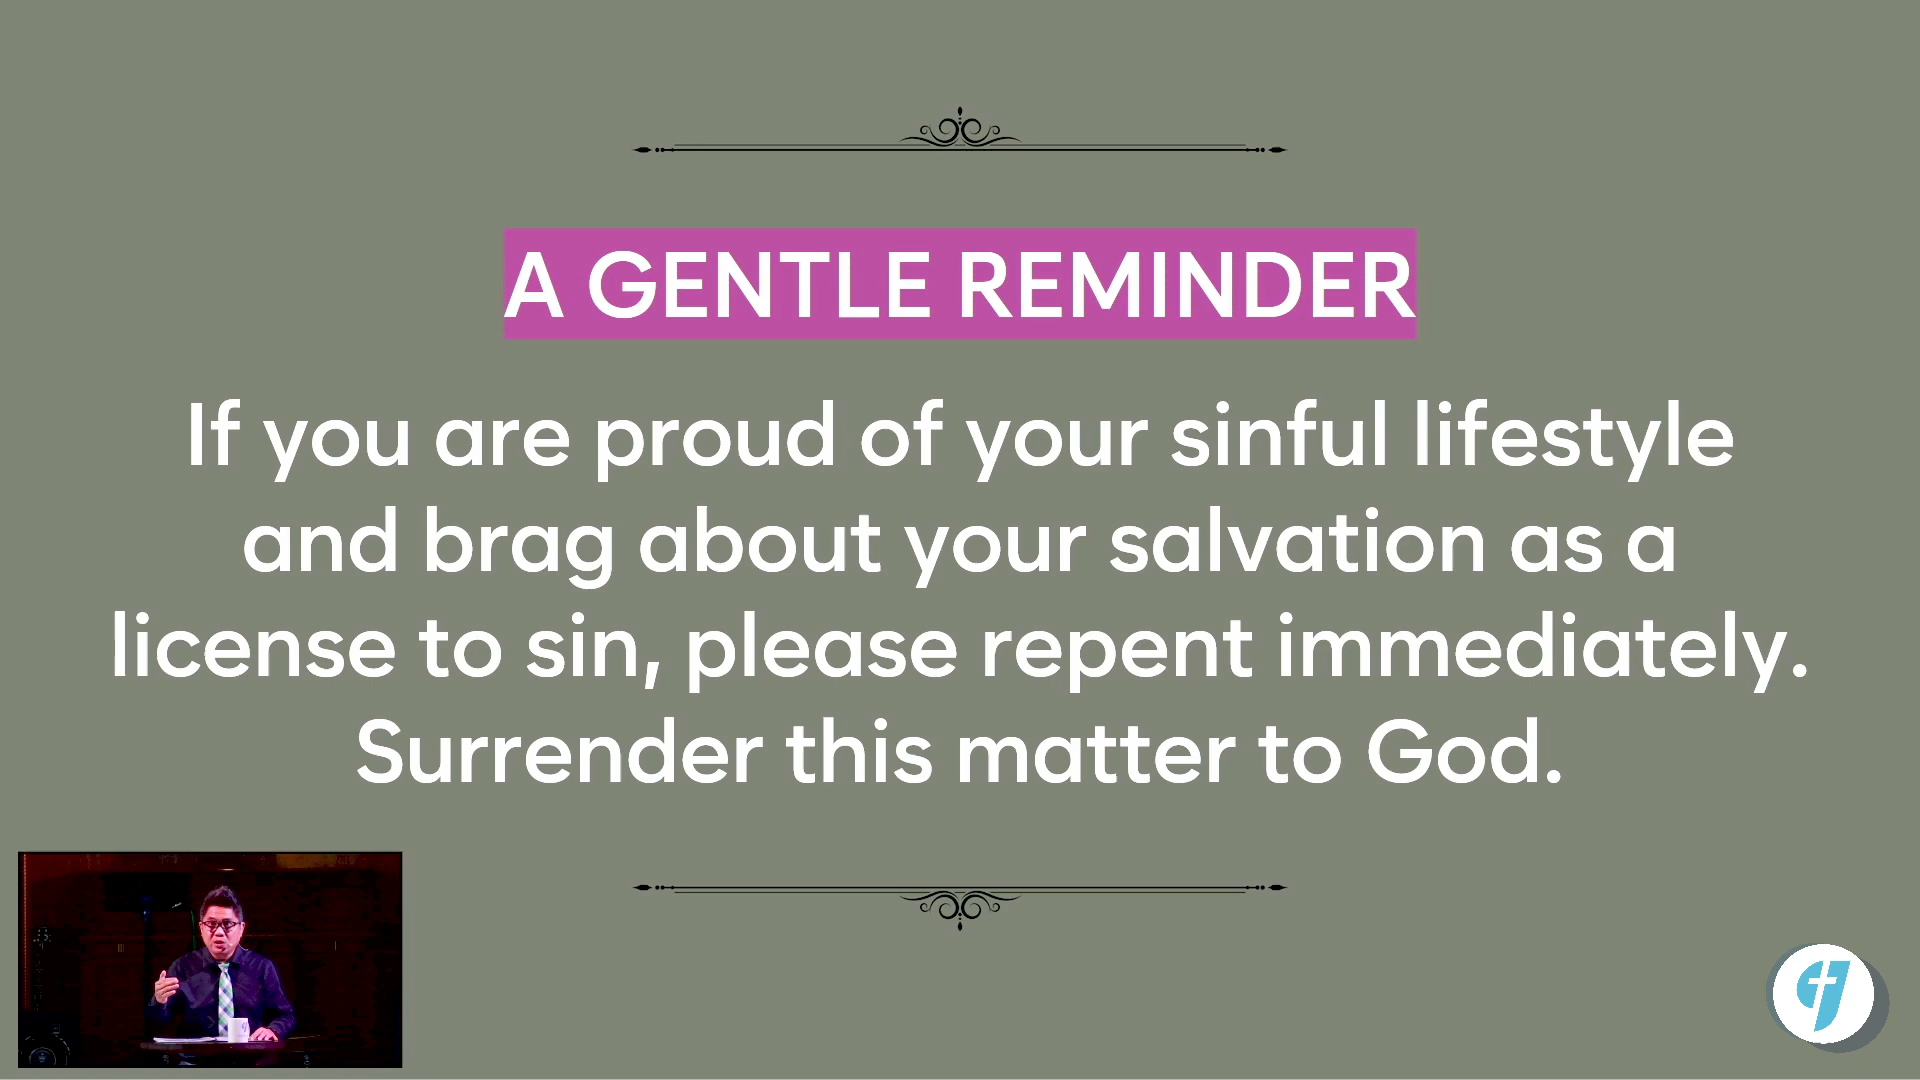 A GENTLE REMINDER
If you are proud of your sinful lifestyle
and brag about your salvation as a
license to sin, please repent immediately.
Surrender this matter to God.